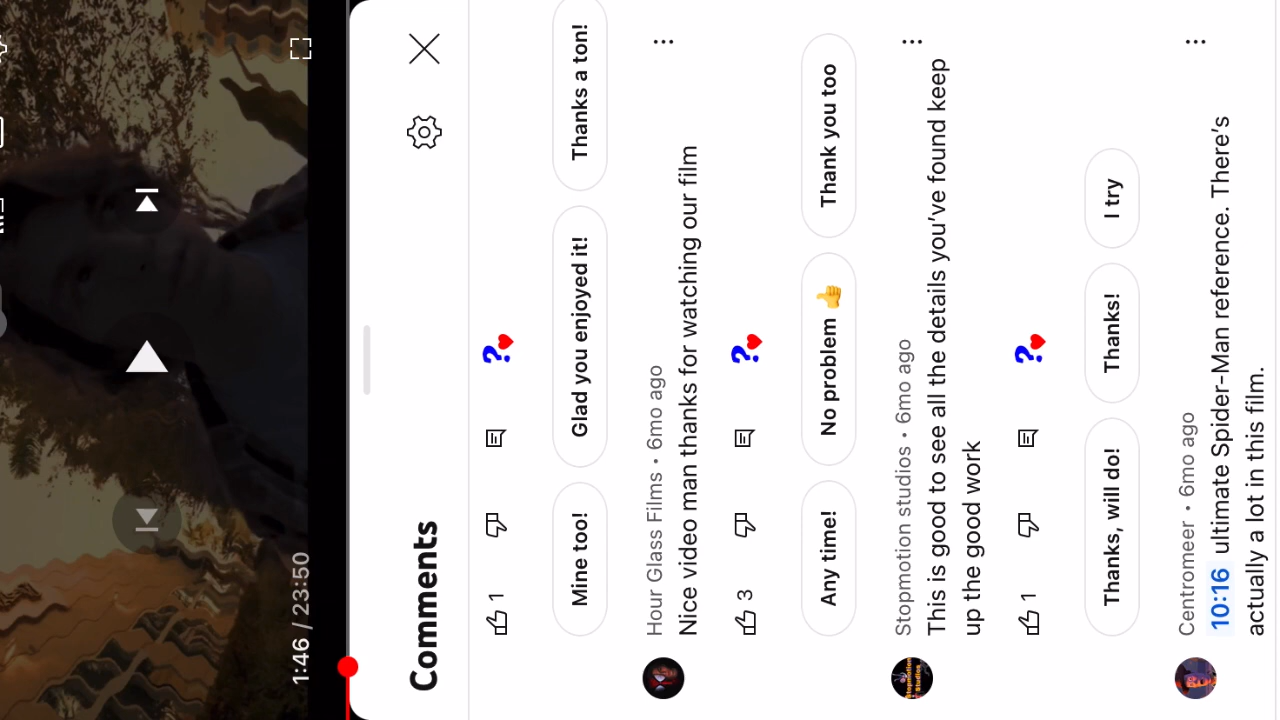 1:46 / 23:50
Comments
1
Mine too!
Glad you enjoyed it!
Thanks a ton!
Hour Glass Films • 6mo ago
Nice video man thanks for watching our film
3
Any time!
No problem 👍
Thank you too
Stopmotion studios • 6mo ago
This is good to see all the details you've found keep
up the good work
1
Thanks, will do!
Thanks!
I try
Centromeer • 6mo ago
10:16 ultimate Spider-Man reference. There's
actually a lot in this film.